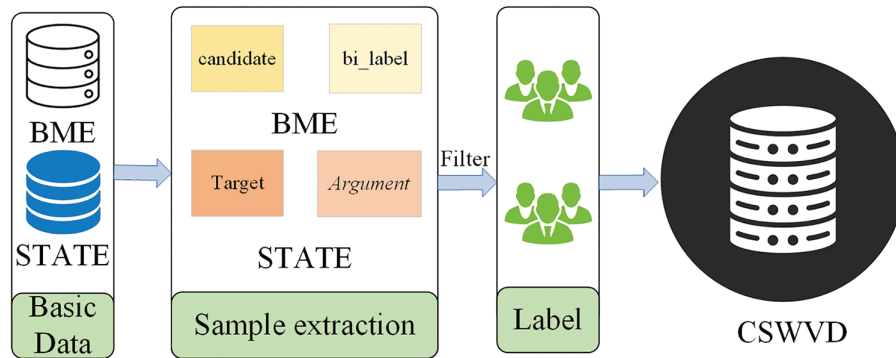 BME
STATE
Basic
Data
candidate
bi_label
BME
Target
Argument
STATE
Sample extraction
Filter
Label
CSWVD